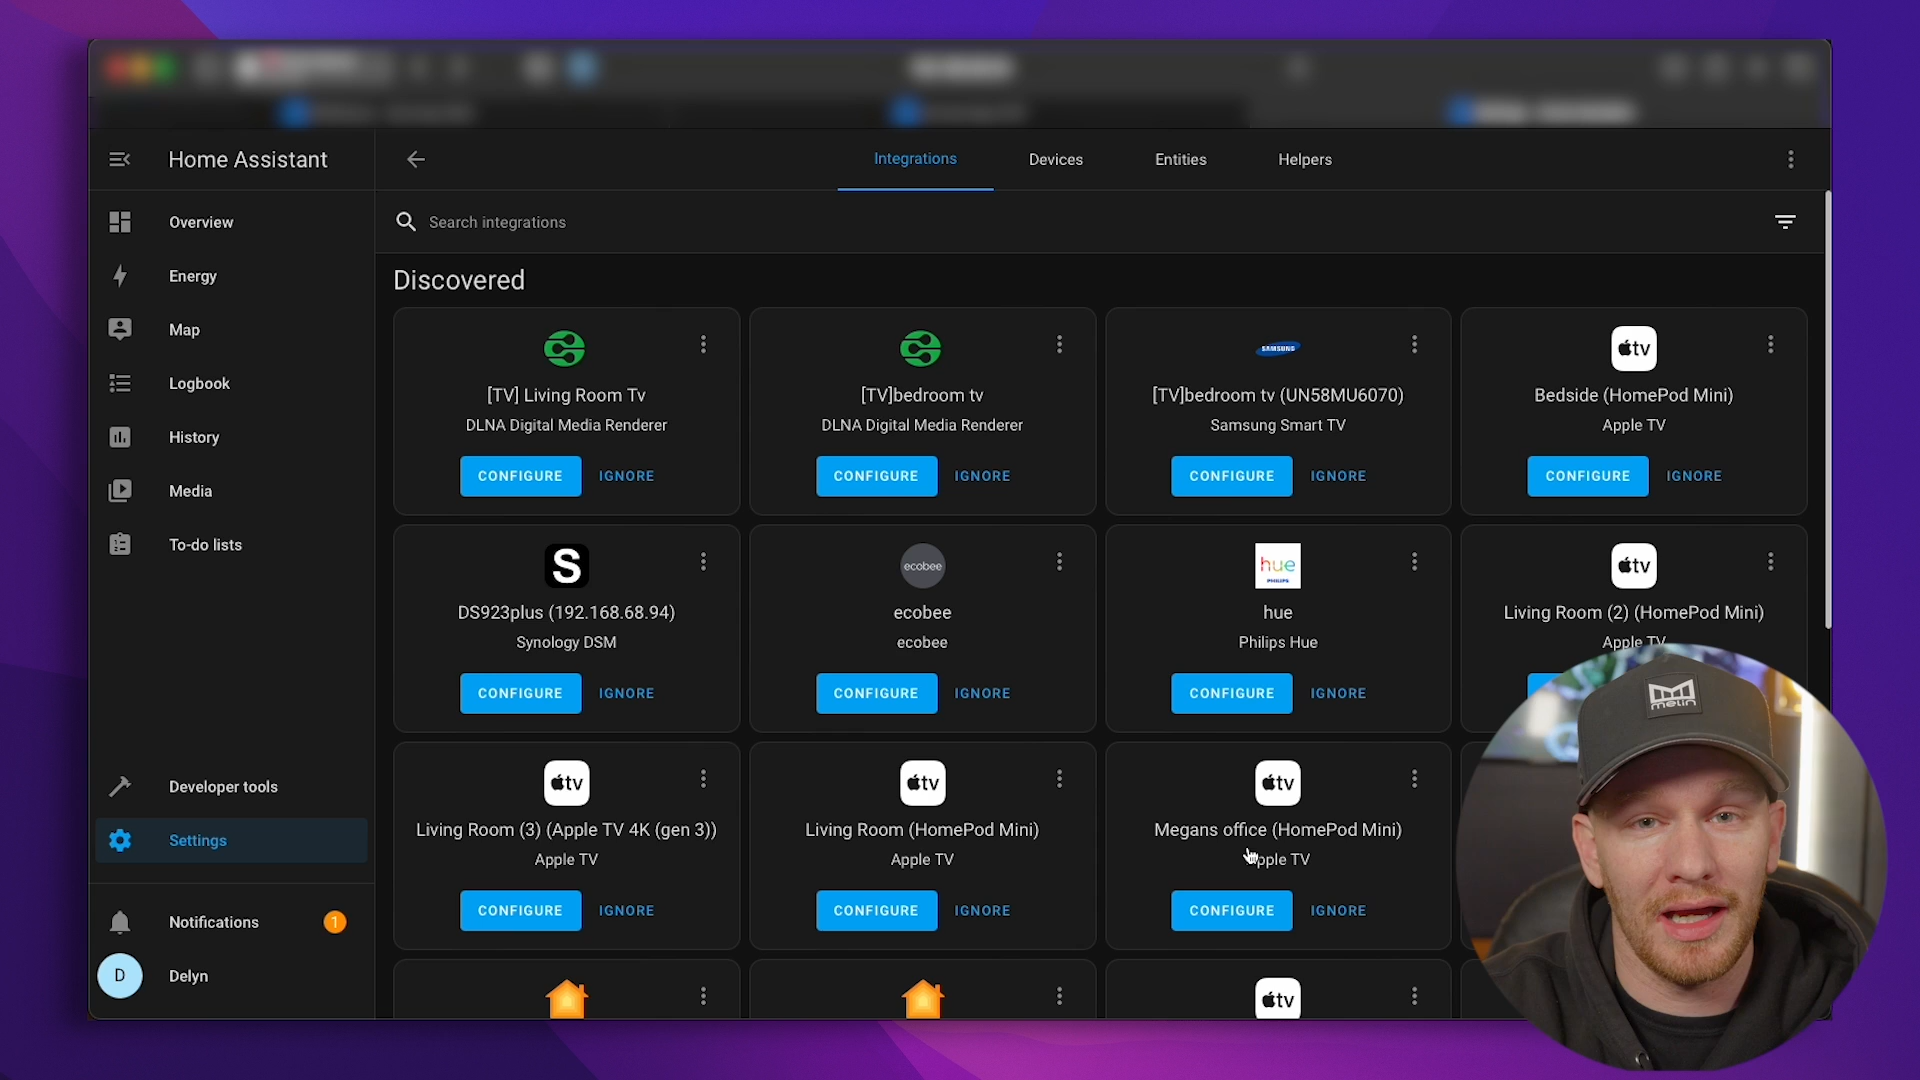 Home Assistant
Integrations
Devices
Entities
Helpers
Search integrations
Overview
Energy
Map
Logbook
History
Media
To-do lists
Developer tools
Settings
Notifications
1
D
Delyn
Discovered
[TV] Living Room Tv
DLNA Digital Media Renderer
CONFIGURE
IGNORE
[TV]bedroom tv
DLNA Digital Media Renderer
CONFIGURE
IGNORE
SAMSUNG
[TV]bedroom tv (UN58MU6070)
Samsung Smart TV
CONFIGURE
IGNORE
tv
Bedside (HomePod Mini)
Apple TV
CONFIGURE
IGNORE
S
DS923plus (192.168.68.94)
Synology DSM
CONFIGURE
IGNORE
ecobee
ecobee
ecobee
CONFIGURE
IGNORE
hue
PHILIPS
hue
Philips Hue
CONFIGURE
IGNORE
tv
Living Room (2) (HomePod Mini)
Apple TV
tv
Living Room (3) (Apple TV 4K (gen 3))
Apple TV
CONFIGURE
IGNORE
tv
Living Room (HomePod Mini)
Apple TV
CONFIGURE
IGNORE
tv
Megans office (HomePod Mini)
Apple TV
CONFIGURE
IGNORE
tv
melin